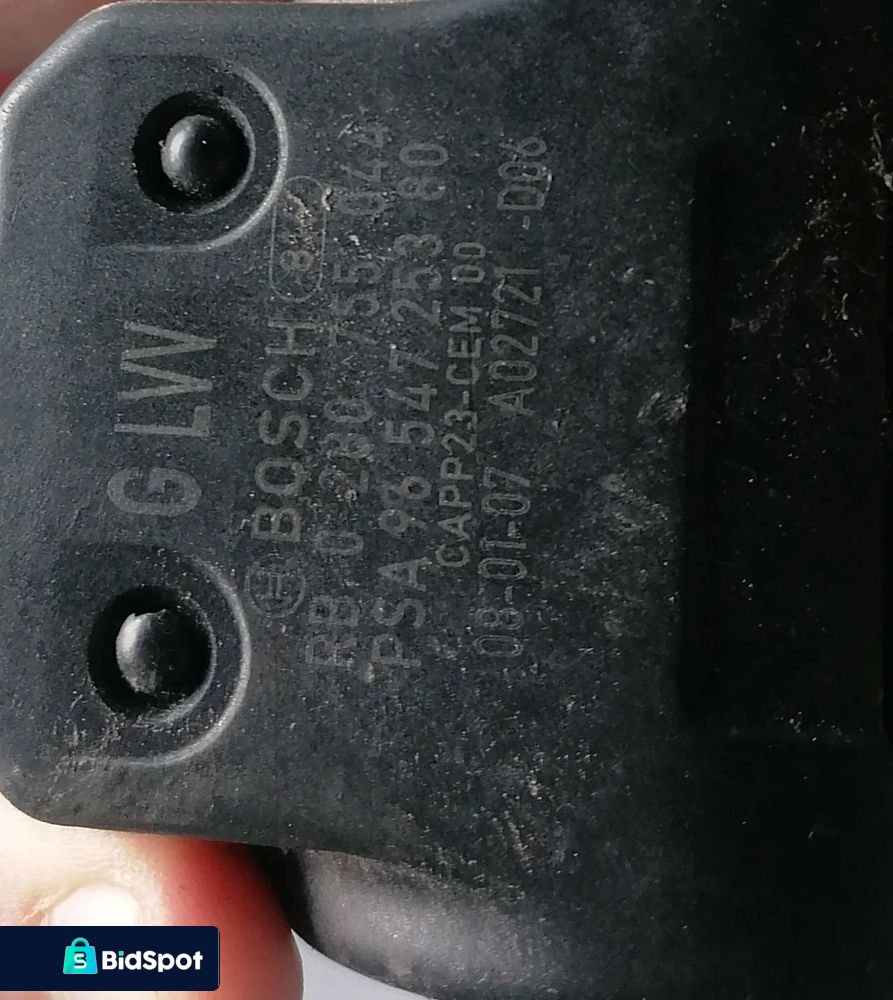 G LW
BOSCH
RB 0 280 755 044
PSA 96 547 253 80
CAPP23-CEM 00
08-01-07 A02721 -D06
BidSpot